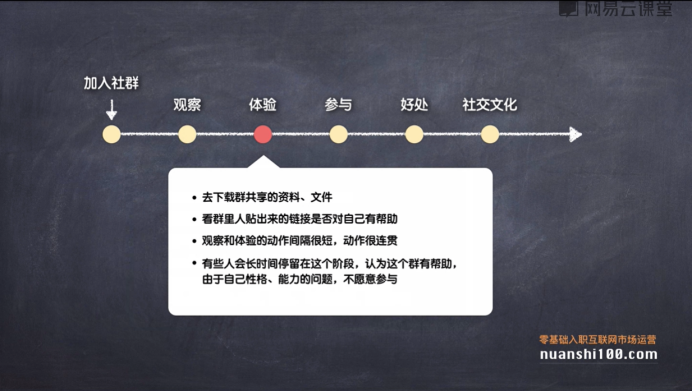 网易云课堂
加入社群
观察
体验
参与
好处
社交文化
• 去下载群共享的资料、文件
• 看群里人贴出来的链接是否对自己有帮助
• 观察和体验的动作间隔很短，动作很连贯
• 有些人会长时间停留在这个阶段，认为这个群有帮助，
由于自己性格、能力的问题，不愿意参与
零基础入职互联网市场运营
nuanshi100.com